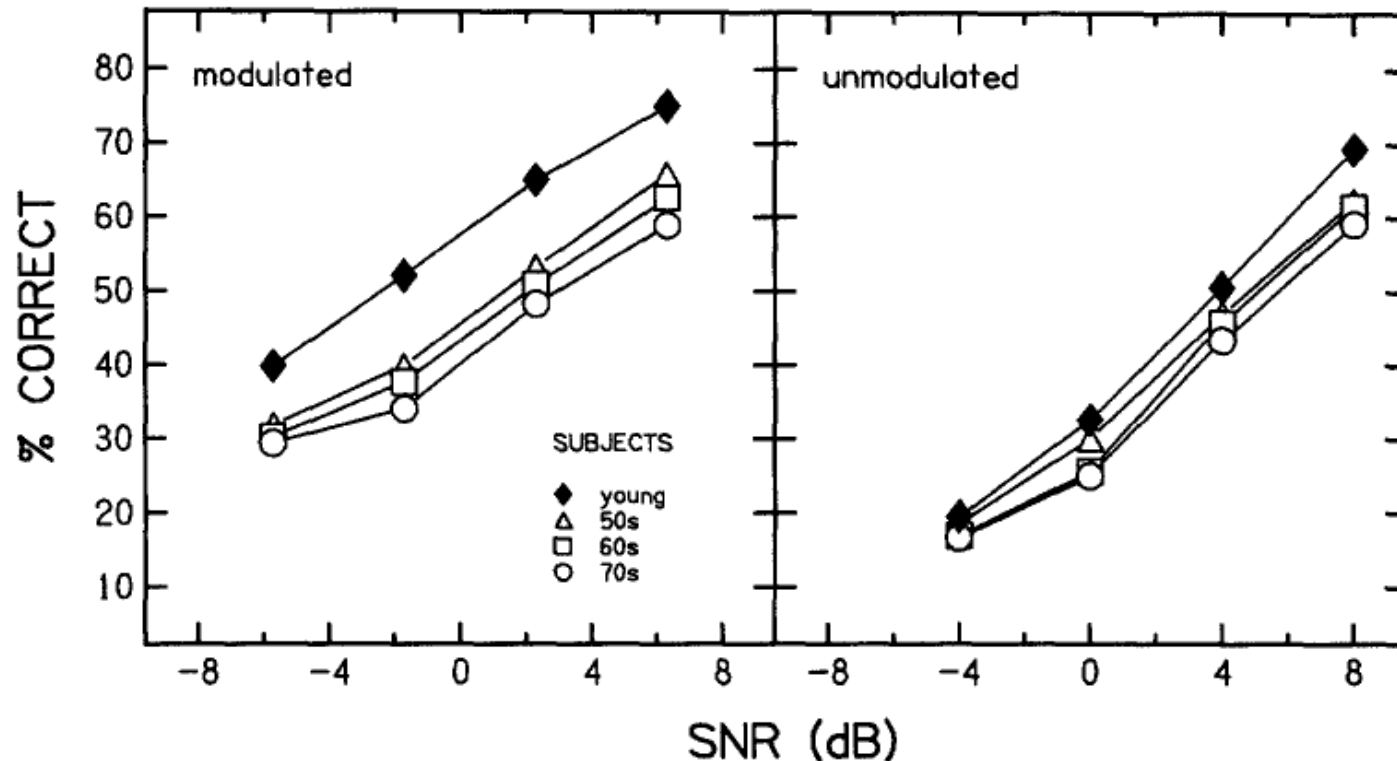 modulated
unmodulated
% CORRECT
80
70
60
50
40
30
20
10
SUBJECTS
young
50s
60s
70s
-8 -4 0 4 8
-8 -4 0 4 8
SNR (dB)